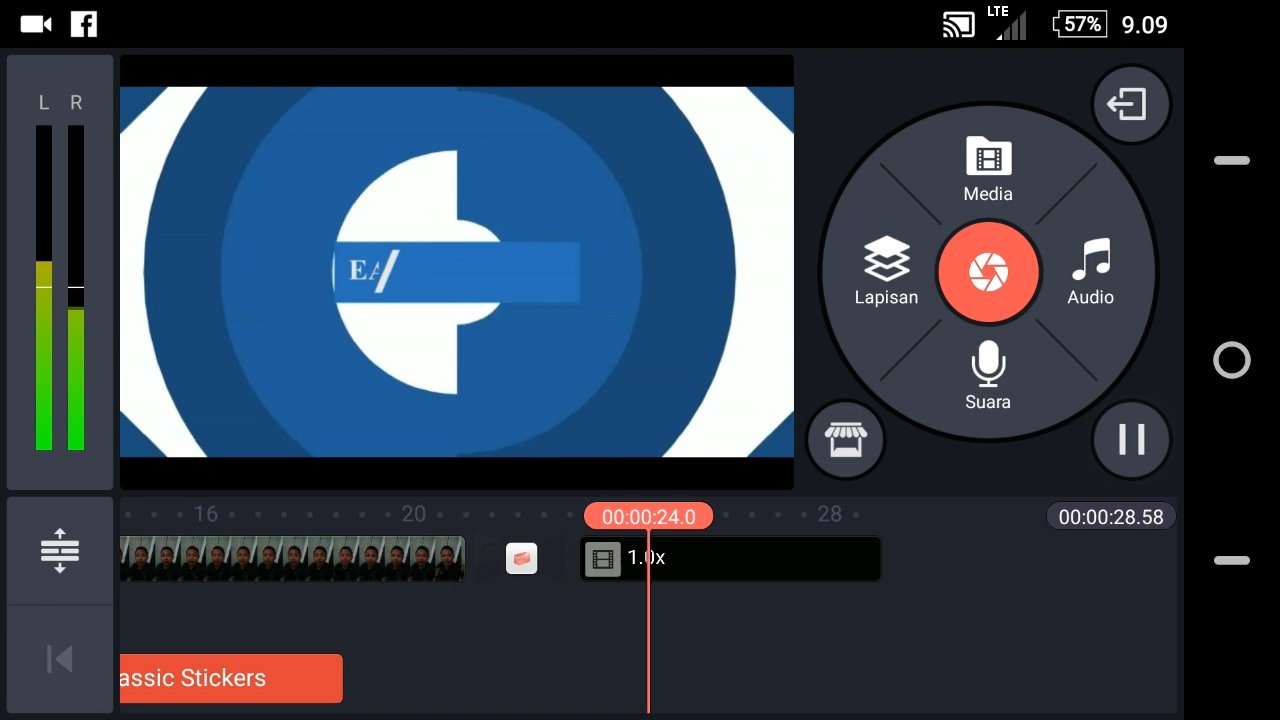 LTE
57%
9.09
L R
Media
Lapisan
Audio
Suara
EA
16
20
00:00:24.0
28
00:00:28.58
1.0x
assic Stickers